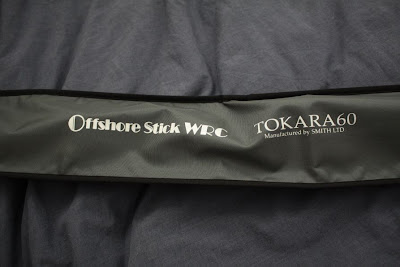 Offshore Stick WRC
TOKARA60
Manufactured by SMITH LTD